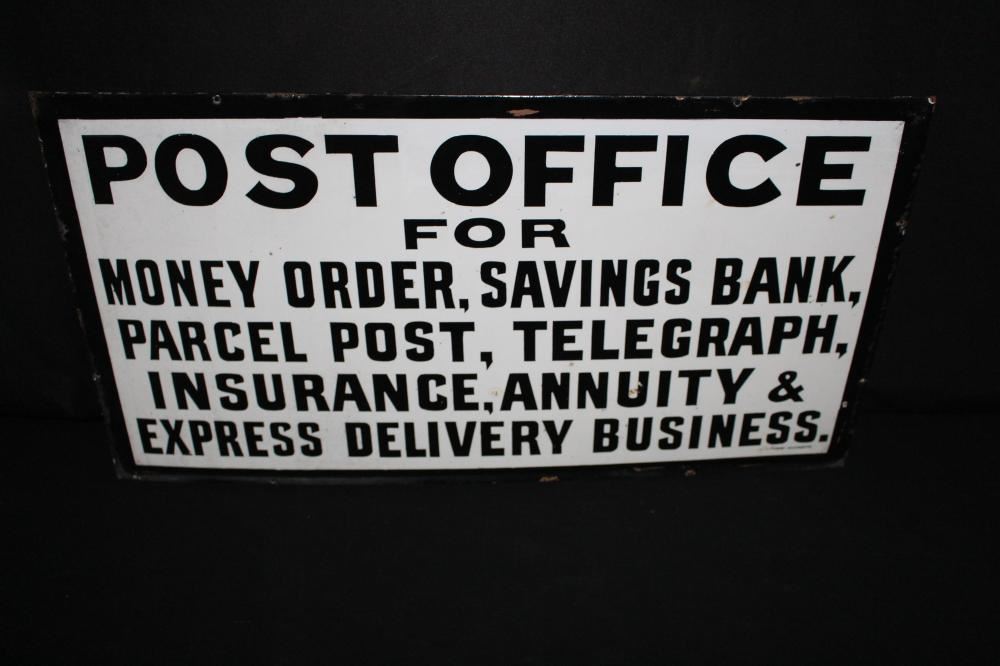 POST OFFICE
FOR
MONEY ORDER, SAVINGS BANK,
PARCEL POST, TELEGRAPH,
INSURANCE, ANNUITY &
EXPRESS DELIVERY BUSINESS.